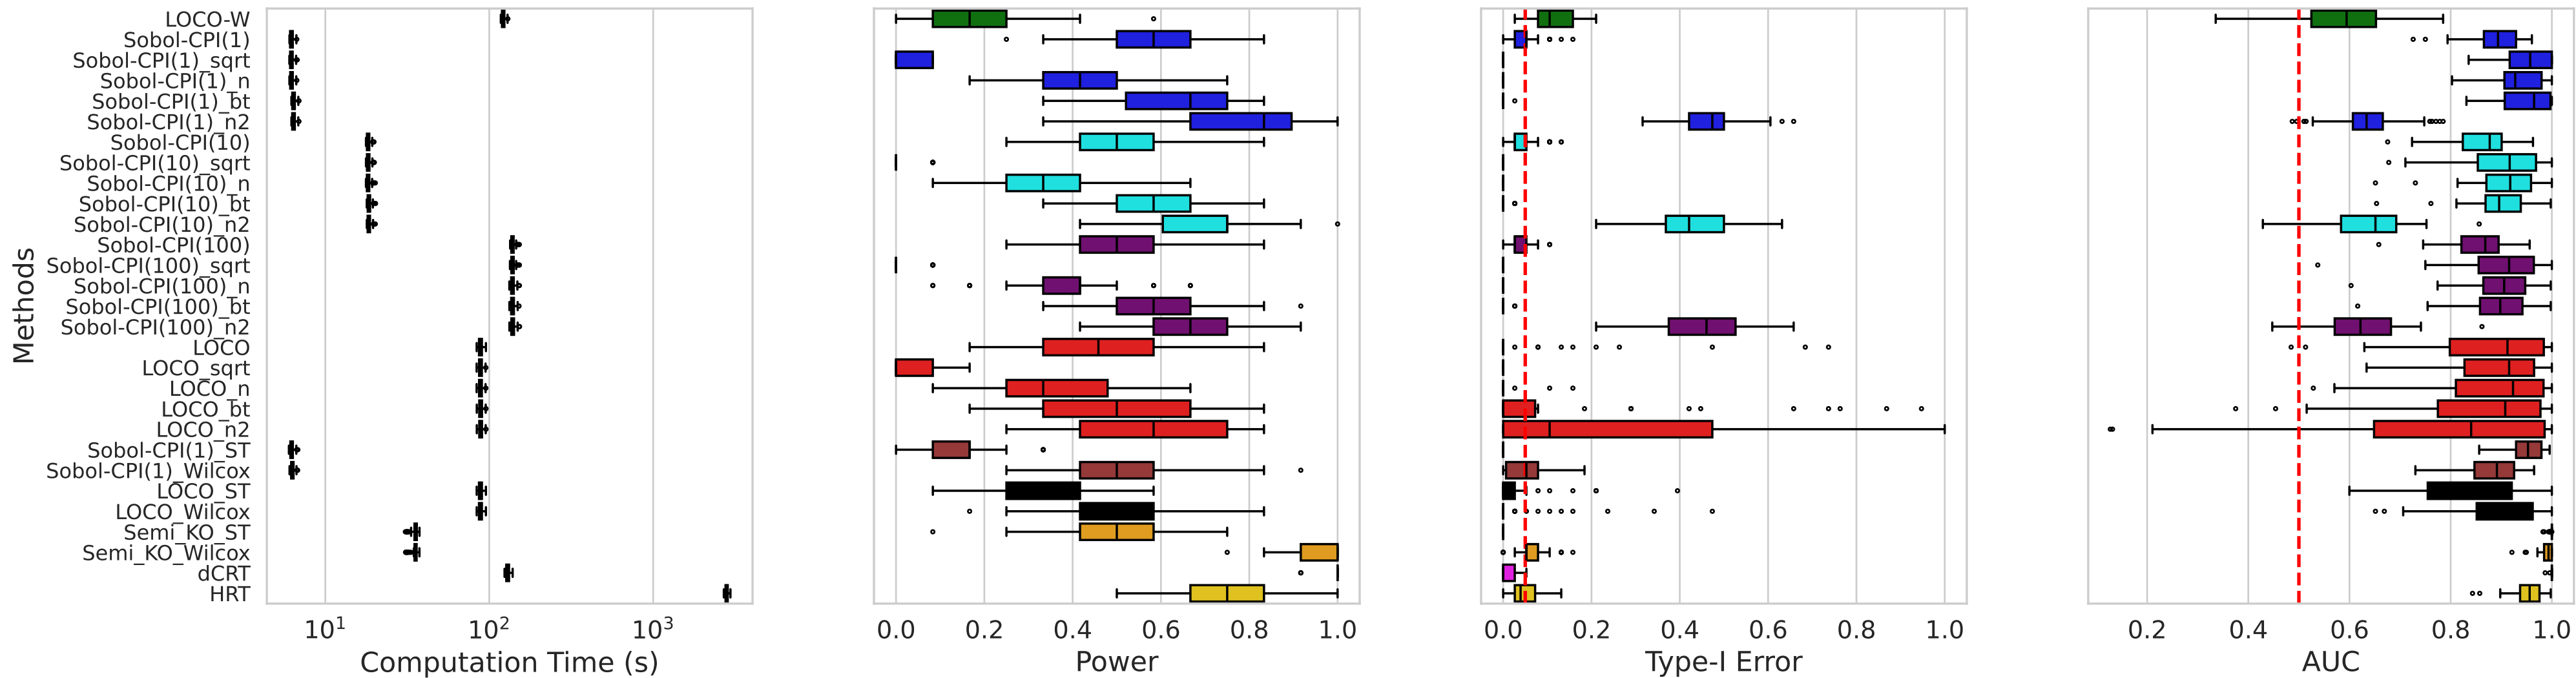 Methods
LOCO-W
Sobol-CPI(1)
Sobol-CPI(1)_sqrt
Sobol-CPI(1)_n
Sobol-CPI(1)_bt
Sobol-CPI(1)_n2
Sobol-CPI(10)
Sobol-CPI(10)_sqrt
Sobol-CPI(10)_n
Sobol-CPI(10)_bt
Sobol-CPI(10)_n2
Sobol-CPI(100)
Sobol-CPI(100)_sqrt
Sobol-CPI(100)_n
Sobol-CPI(100)_bt
Sobol-CPI(100)_n2
LOCO
LOCO_sqrt
LOCO_n
LOCO_bt
LOCO_n2
Sobol-CPI(1)_ST
Sobol-CPI(1)_Wilcox
LOCO_ST
LOCO_Wilcox
Semi_KO_ST
Semi_KO_Wilcox
dCRT
HRT
10¹ 10² 10³
Computation Time (s)
0.0 0.2 0.4 0.6 0.8 1.0
Power
0.0 0.2 0.4 0.6 0.8 1.0
Type-I Error
0.2 0.4 0.6 0.8 1.0
AUC